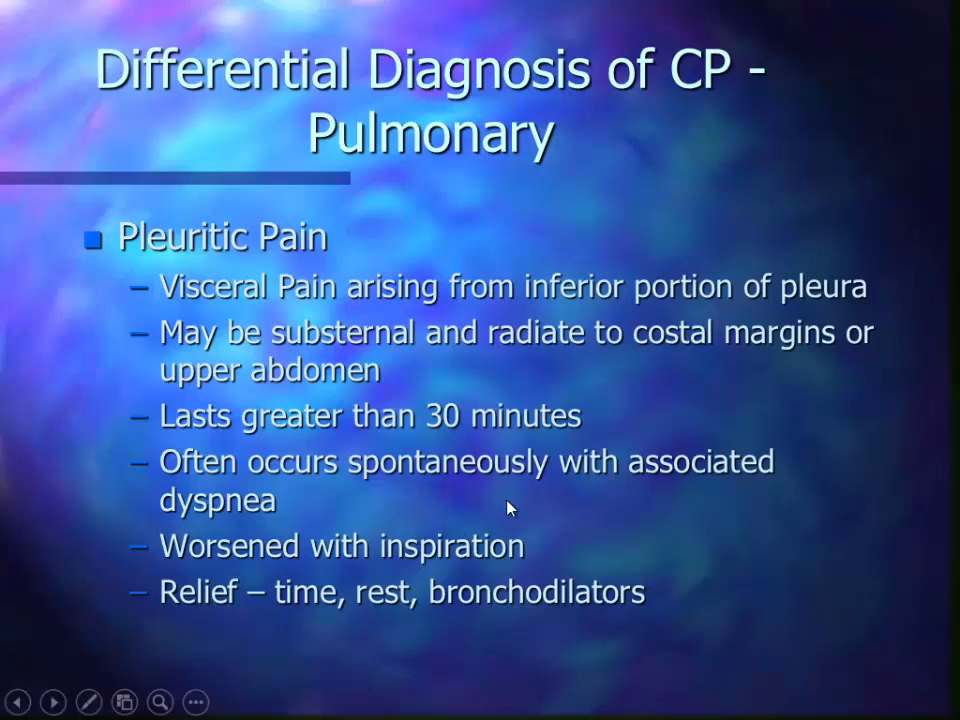 Differential Diagnosis of CP -
Pulmonary
Pleuritic Pain
– Visceral Pain arising from inferior portion of pleura
– May be substernal and radiate to costal margins or
upper abdomen
– Lasts greater than 30 minutes
– Often occurs spontaneously with associated
dyspnea
– Worsened with inspiration
– Relief – time, rest, bronchodilators